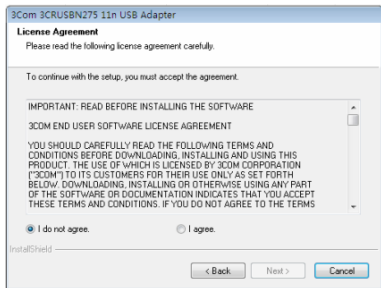 3Com 3CRUSBN275 11n USB Adapter
License Agreement
Please read the following license agreement carefully.
To continue with the setup, you must accept the agreement.
IMPORTANT: READ BEFORE INSTALLING THE SOFTWARE
3COM END USER SOFTWARE LICENSE AGREEMENT
YOU SHOULD CAREFULLY READ THE FOLLOWING TERMS AND
CONDITIONS BEFORE DOWNLOADING, INSTALLING AND USING THIS
PRODUCT. THE USE OF WHICH IS LICENSED BY 3COM CORPORATION
("3COM") TO ITS CUSTOMERS FOR THEIR USE ONLY AS SET FORTH
BELOW. DOWNLOADING, INSTALLING OR OTHERWISE USING ANY PART
OF THE SOFTWARE OR DOCUMENTATION INDICATES THAT YOU ACCEPT
THESE TERMS AND CONDITIONS. IF YOU DO NOT AGREE TO THE TERMS
I do not agree. I agree.
InstallShield
< Back Next > Cancel